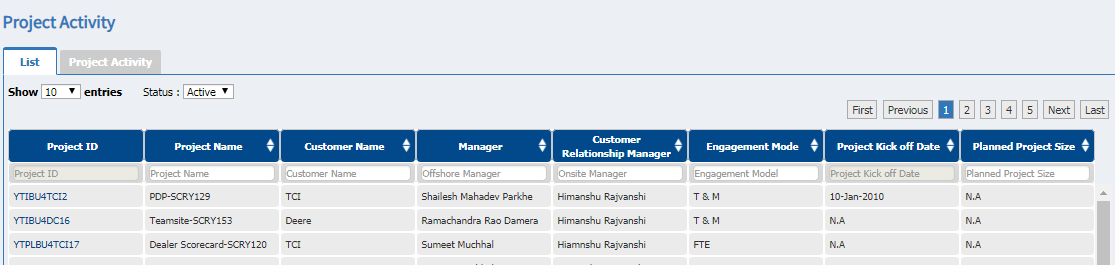 Project Activity
List Project Activity
Show 10 entries Status : Active
First Previous 1 2 3 4 5 Next Last
Project ID Project Name Customer Name Manager Customer Relationship Manager Engagement Mode Project Kick off Date Planned Project Size
Project ID Project Name Customer Name Offshore Manager Onsite Manager Engagement Model Project Kick off Date Planned Project Size
YTIBU4TCI2 PDP-SCRY129 TCI Shailesh Mahadev Parkhe Himanshu Rajvanshi T & M 10-Jan-2010 N.A
YTIBU4DC16 Teamsite-SCRY153 Deere Ramachandra Rao Damera Himanshu Rajvanshi T & M N.A N.A
YTPLBU4TCI17 Dealer Scorecard-SCRY120 TCI Sumeet Muchhal Hiamnshu Rajvanshi FTE N.A N.A